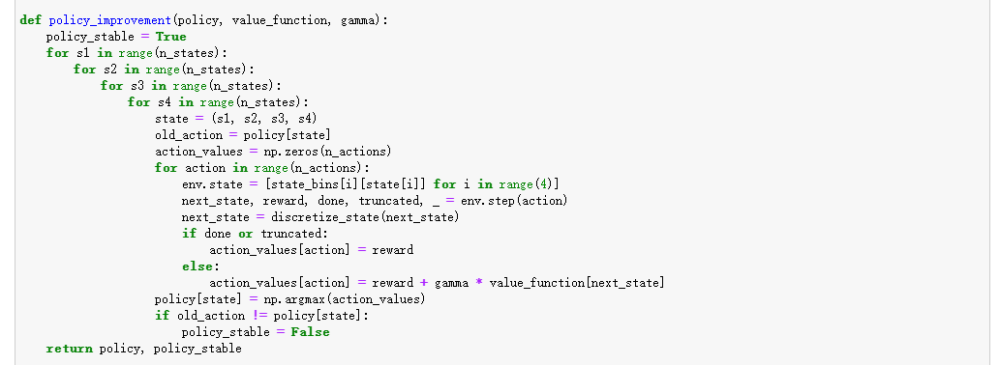 def policy_improvement(policy, value_function, gamma):
    policy_stable = True
    for s1 in range(n_states):
        for s2 in range(n_states):
            for s3 in range(n_states):
                for s4 in range(n_states):
                    state = (s1, s2, s3, s4)
                    old_action = policy[state]
                    action_values = np.zeros(n_actions)
                    for action in range(n_actions):
                        env.state = [state_bins[i][state[i]] for i in range(4)]
                        next_state, reward, done, truncated, _ = env.step(action)
                        next_state = discretize_state(next_state)
                        if done or truncated:
                            action_values[action] = reward
                        else:
                            action_values[action] = reward + gamma * value_function[next_state]
                    policy[state] = np.argmax(action_values)
                    if old_action != policy[state]:
                        policy_stable = False
    return policy, policy_stable